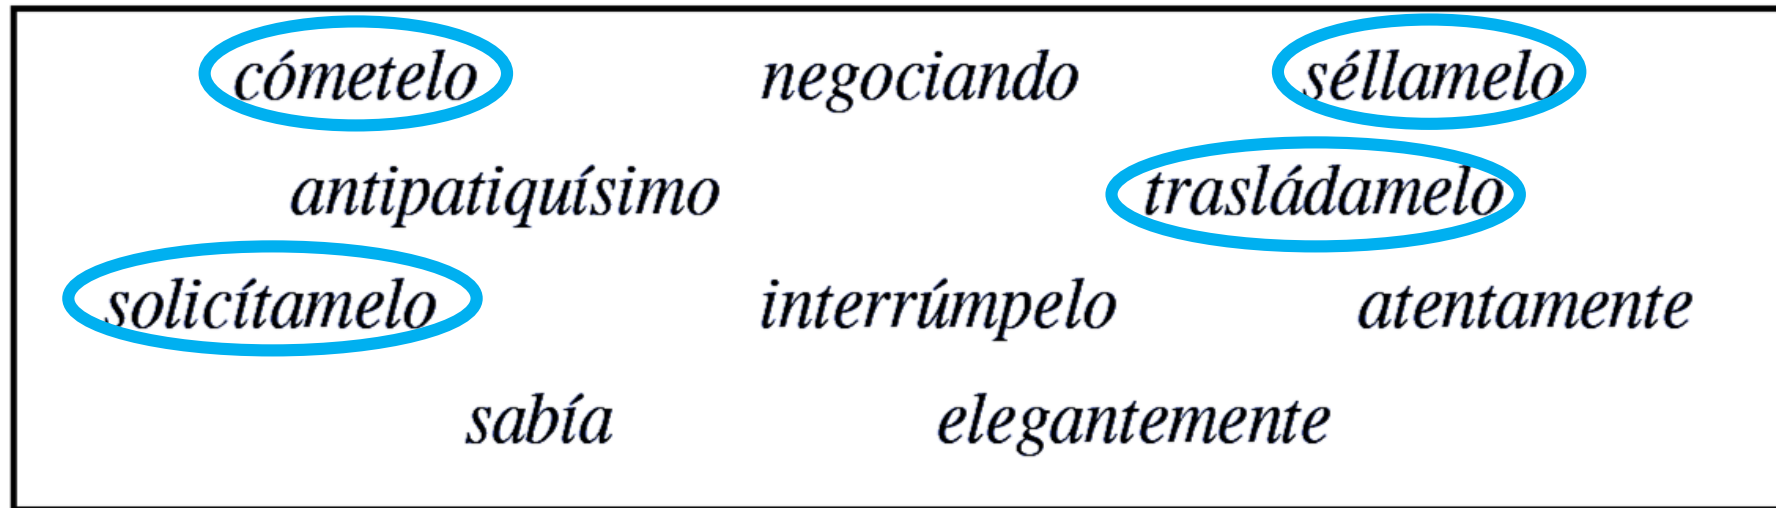 cómetelo negociando séllamelo
antipatiquísimo trasládamelo
solicítamelo interrúmpelo atentamente
sabía elegantemente